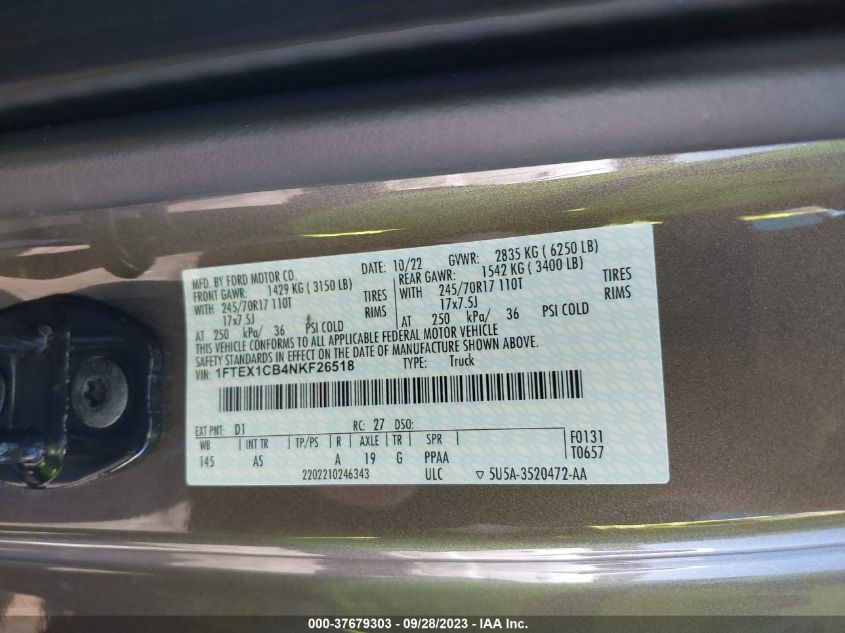 MFD. BY FORD MOTOR CO.
DATE: 10/22 GVWR: 2835 KG ( 6250 LB)
FRONT GAWR: 1429 KG ( 3150 LB) REAR GAWR: 1542 KG ( 3400 LB)
WITH 245/70R17 110T TIRES WITH 245/70R17 110T TIRES
17x7.5J RIMS 17x7.5J RIMS
AT 250 kPa/ 36 PSI COLD AT 250 kPa/ 36 PSI COLD
THIS VEHICLE CONFORMS TO ALL APPLICABLE FEDERAL MOTOR VEHICLE
SAFETY STANDARDS IN EFFECT ON THE DATE OF MANUFACTURE SHOWN ABOVE.
VIN: 1FTEX1CB4NKF26518 TYPE: Truck
EXT PNT: D1 RC: 27 DSO: F0131
WB INT TR TP/PS R AXLE TR SPR T0657
145 AS A 19 G PPAA
2202210246343 ULC ▽ 5U5A-3520472-AA
000-37679303 - 09/28/2023 - IAA Inc.